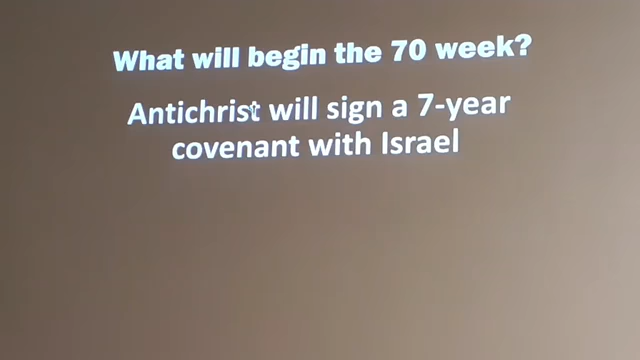 What will begin the 70 week?
Antichrist will sign a 7-year
covenant with Israel